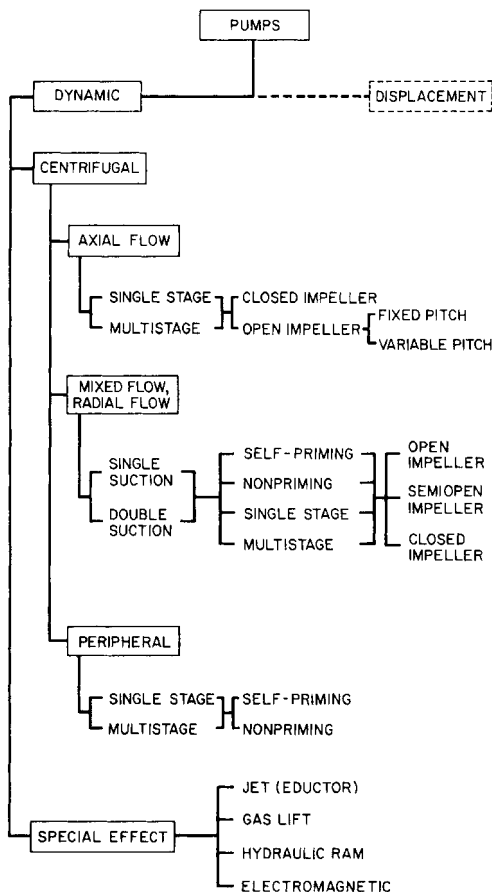 PUMPS
DYNAMIC
DISPLACEMENT
CENTRIFUGAL
AXIAL FLOW
SINGLE STAGE
MULTISTAGE
CLOSED IMPELLER
OPEN IMPELLER
FIXED PITCH
VARIABLE PITCH
MIXED FLOW,
RADIAL FLOW
SINGLE
SUCTION
DOUBLE
SUCTION
SELF-PRIMING
NONPRIMING
SINGLE STAGE
MULTISTAGE
OPEN
IMPELLER
SEMIOPEN
IMPELLER
CLOSED
IMPELLER
PERIPHERAL
SINGLE STAGE
MULTISTAGE
SELF-PRIMING
NONPRIMING
SPECIAL EFFECT
JET (EDUCTOR)
GAS LIFT
HYDRAULIC RAM
ELECTROMAGNETIC